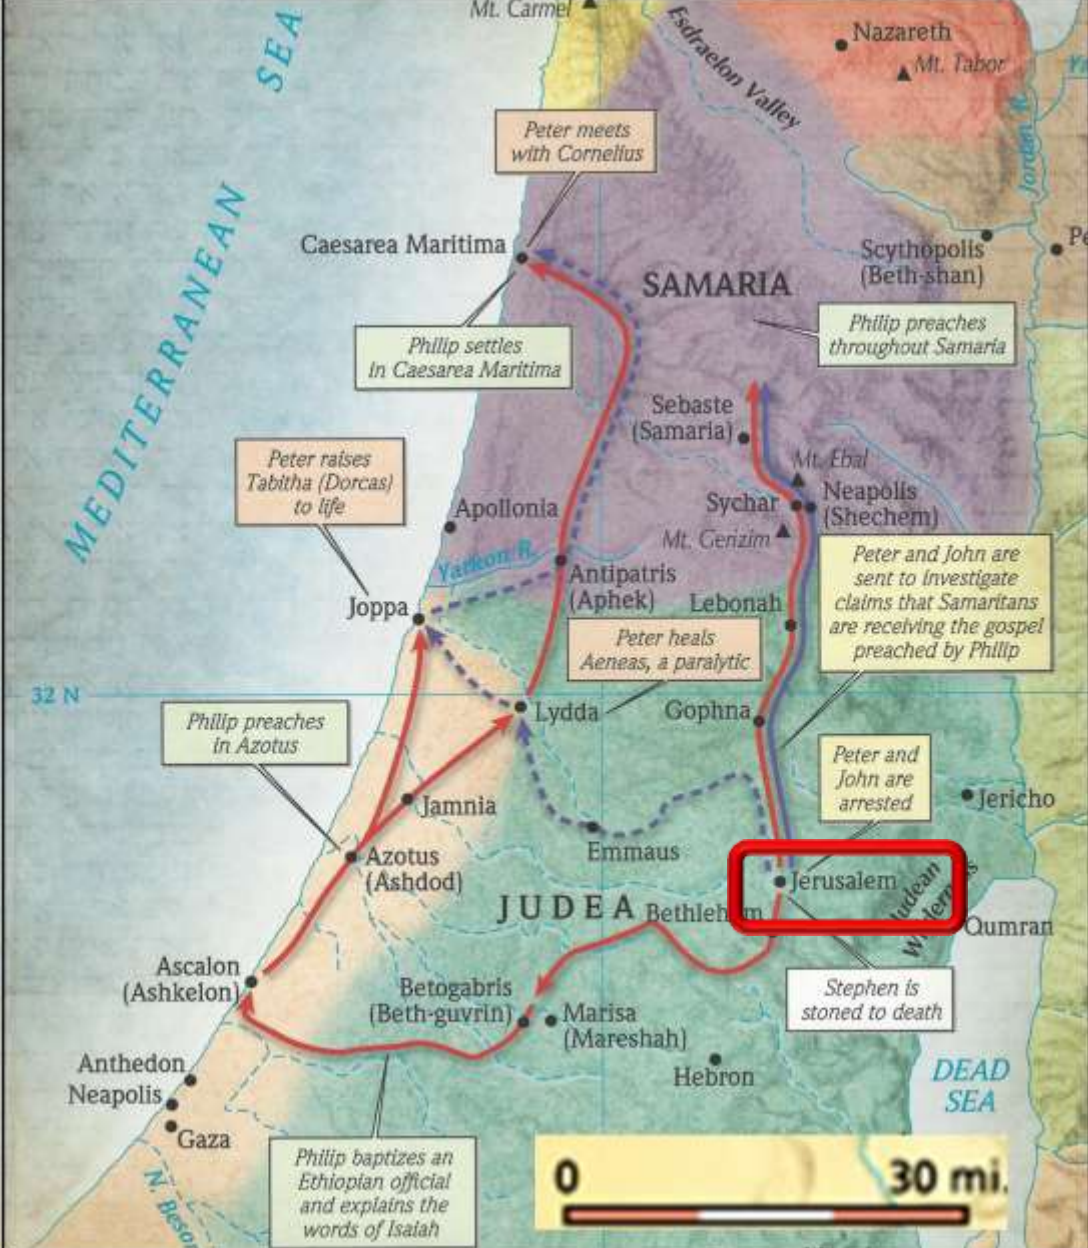 Mt. Carmel
SEA
Esdraelon Valley
Nazareth
Mt. Tabor
Jordan R.
Peter meets
with Cornelius
MEDITERRANEAN
Caesarea Maritima
Scythopolis
(Beth-shan)
SAMARIA
Philip preaches
throughout Samaria
Philip settles
in Caesarea Maritima
Sebaste
(Samaria)
Peter raises
Tabitha (Dorcas)
to life
Mt. Ebal
Apollonia
Sychar
Neapolis
(Shechem)
Mt. Gerizim
Yarkon R.
Antipatris
(Aphek)
Joppa
Lebonah
Peter and John are
sent to investigate
claims that Samaritans
are receiving the gospel
preached by Philip
Peter heals
Aeneas, a paralytic
32 N
Lydda
Gophna
Philip preaches
in Azotus
Peter and
John are
arrested
Jamnia
Jericho
Emmaus
Azotus
(Ashdod)
Jerusalem
JUDEA
Bethlehem
Judean
Wilderness
Qumran
Ascalon
(Ashkelon)
Betogabris
(Beth-guvrin)
Marisa
(Mareshah)
Stephen is
stoned to death
Hebron
Anthedon
Neapolis
Gaza
DEAD
SEA
Philip baptizes an
Ethiopian official
and explains the
words of Isaiah
N. Besor
0 30 mi.